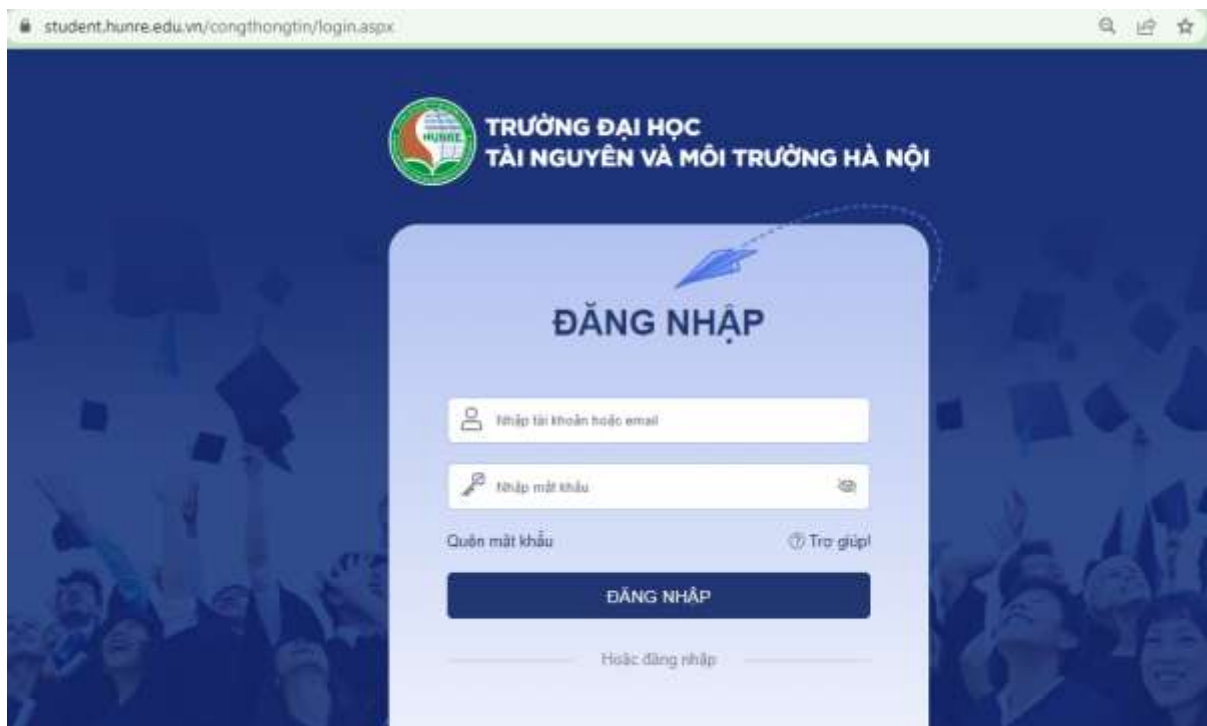 student.hunre.edu.vn/congthongtin/login.aspx
HUNRE
TRƯỜNG ĐẠI HỌC
TÀI NGUYÊN VÀ MÔI TRƯỜNG HÀ NỘI
ĐĂNG NHẬP
Nhập tài khoản hoặc email
Nhập mật khẩu
Quên mật khẩu
Trợ giúp!
ĐĂNG NHẬP
Hoặc đăng nhập